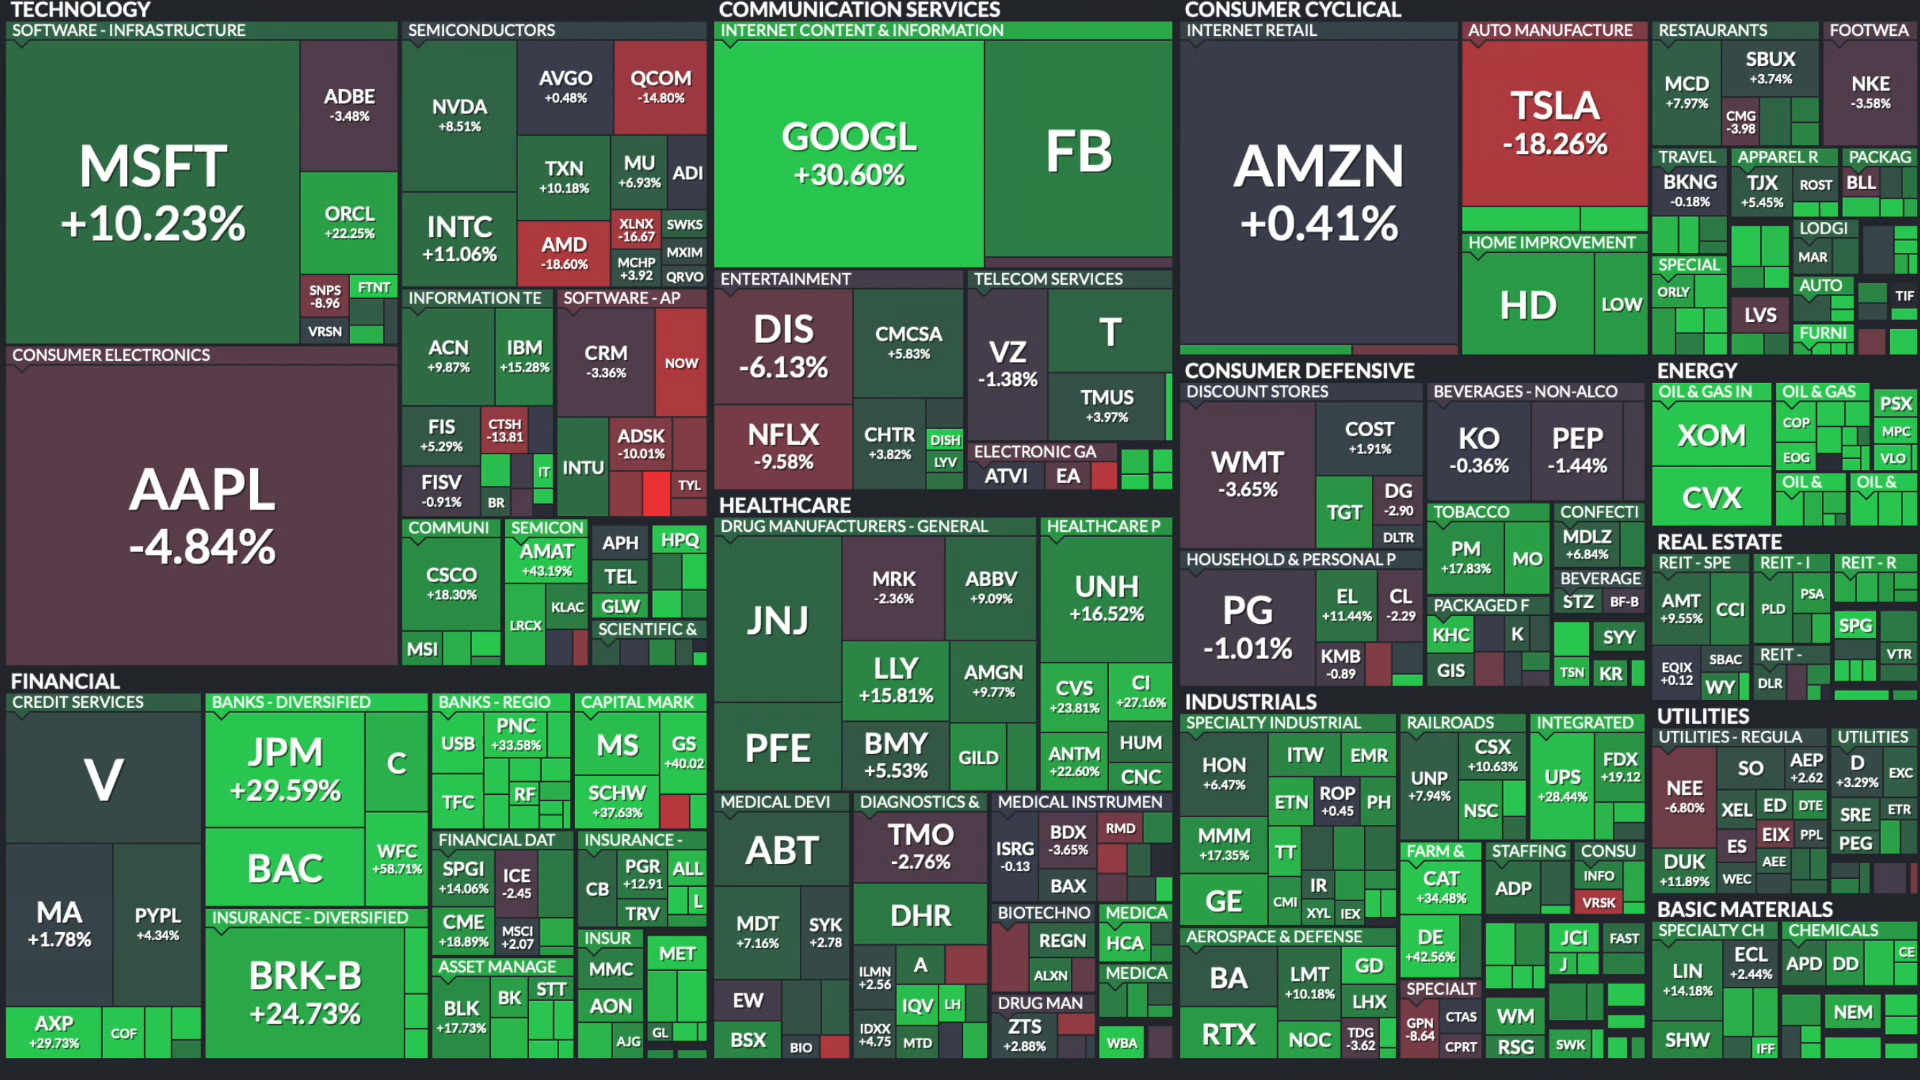 TECHNOLOGY
SOFTWARE - INFRASTRUCTURE
MSFT
+10.23%
ADBE
-3.48%
ORCL
+22.25%
SNPS
-8.96
FTNT
VRSN
SEMICONDUCTORS
NVDA
+8.51%
AVGO
+0.48%
QCOM
-14.80%
TXN
+10.18%
MU
+6.93%
ADI
INTC
+11.06%
AMD
-18.60%
XLNX
-16.67
SWKS
MCHP
+3.92
MXIM
QRVO
CONSUMER ELECTRONICS
AAPL
-4.84%
INFORMATION TE
ACN
+9.87%
IBM
+15.28%
FIS
+5.29%
CTSH
-13.81
FISV
-0.91%
IT
BR
SOFTWARE - AP
CRM
-3.36%
NOW
INTU
ADSK
-10.01%
TYL
COMMUNI
CSCO
+18.30%
MSI
SEMICON
AMAT
+43.19%
LRCX
KLAC
APH
TEL
GLW
HPQ
SCIENTIFIC &
FINANCIAL
CREDIT SERVICES
V
MA
+1.78%
PYPL
+4.34%
AXP
+29.73%
COF
BANKS - DIVERSIFIED
JPM
+29.59%
C
BAC
WFC
+58.71%
INSURANCE - DIVERSIFIED
BRK-B
+24.73%
BANKS - REGIO
USB
PNC
+33.58%
TFC
RF
CAPITAL MARK
MS
GS
+40.02
SCHW
+37.63%
FINANCIAL DAT
SPGI
+14.06%
ICE
-2.45
CME
+18.89%
MSCI
+2.07
INSURANCE -
CB
PGR
+12.91
ALL
TRV
L
ASSET MANAGE
BLK
+17.73%
BK
STT
INSUR
MMC
AON
AJG
MET
GL
COMMUNICATION SERVICES
INTERNET CONTENT & INFORMATION
GOOGL
+30.60%
FB
ENTERTAINMENT
DIS
-6.13%
CMCSA
+5.83%
NFLX
-9.58%
CHTR
+3.82%
DISH
LYV
TELECOM SERVICES
VZ
-1.38%
T
TMUS
+3.97%
ELECTRONIC GA
ATVI
EA
HEALTHCARE
DRUG MANUFACTURERS - GENERAL
JNJ
MRK
-2.36%
ABBV
+9.09%
LLY
+15.81%
AMGN
+9.77%
PFE
BMY
+5.53%
GILD
HEALTHCARE P
UNH
+16.52%
CVS
+23.81%
CI
+27.16%
ANTM
+22.60%
HUM
CNC
MEDICAL DEVI
ABT
MDT
+7.16%
SYK
+2.78
EW
BSX
BIO
DIAGNOSTICS &
TMO
-2.76%
DHR
ILMN
+2.56
A
IQV
LH
IDXX
+4.75
MTD
MEDICAL INSTRUMEN
ISRG
-0.13
BDX
-3.65%
RMD
BAX
BIOTECHNO
REGN
ALXN
MEDICA
HCA
MEDICA
DRUG MAN
ZTS
+2.88%
WBA
CONSUMER CYCLICAL
INTERNET RETAIL
AMZN
+0.41%
AUTO MANUFACTURE
TSLA
-18.26%
HOME IMPROVEMENT
HD
LOW
RESTAURANTS
MCD
+7.97%
SBUX
+3.74%
CMG
-3.98
FOOTWEA
NKE
-3.58%
TRAVEL
BKNG
-0.18%
APPAREL R
TJX
+5.45%
ROST
PACKAG
BLL
SPECIAL
ORLY
LVS
LODGI
MAR
AUTO
FURNI
TIF
CONSUMER DEFENSIVE
DISCOUNT STORES
WMT
-3.65%
COST
+1.91%
TGT
DG
-2.90
DLTR
BEVERAGES - NON-ALCO
KO
-0.36%
PEP
-1.44%
HOUSEHOLD & PERSONAL P
PG
-1.01%
EL
+11.44%
CL
-2.29
KMB
-0.89
TOBACCO
PM
+17.83%
MO
CONFECTI
MDLZ
+6.84%
BEVERAGE
STZ
BF-B
PACKAGED F
KHC
K
GIS
TSN
SYY
KR
INDUSTRIALS
SPECIALTY INDUSTRIAL
HON
+6.47%
ITW
EMR
ETN
ROP
+0.45
PH
MMM
+17.35%
TT
GE
CMI
IR
XYL
IEX
AEROSPACE & DEFENSE
BA
LMT
+10.18%
GD
LHX
RTX
NOC
TDG
-3.62
RAILROADS
UNP
+7.94%
CSX
+10.63%
NSC
INTEGRATED
UPS
+28.44%
FDX
+19.12
FARM &
CAT
+34.48%
DE
+42.56%
STAFFING
ADP
CONSU
INFO
VRSK
SPECIALT
GPN
-8.64
CTAS
CPRT
JCI
J
FAST
WM
RSG
SWK
ENERGY
OIL & GAS IN
XOM
CVX
OIL & GAS
COP
EOG
PSX
MPC
VLO
OIL &
OIL &
REAL ESTATE
REIT - SPE
AMT
+9.55%
CCI
EQIX
+0.12
SBAC
WY
REIT - I
PLD
PSA
REIT -
DLR
REIT - R
SPG
VTR
UTILITIES
UTILITIES - REGULA
NEE
-6.80%
SO
AEP
+2.62
XEL
ED
DTE
ES
EIX
PPL
DUK
+11.89%
WEC
AEE
UTILITIES
D
+3.29%
EXC
SRE
ETR
PEG
BASIC MATERIALS
SPECIALTY CH
LIN
+14.18%
ECL
+2.44%
SHW
IFF
CHEMICALS
APD
DD
CE
NEM